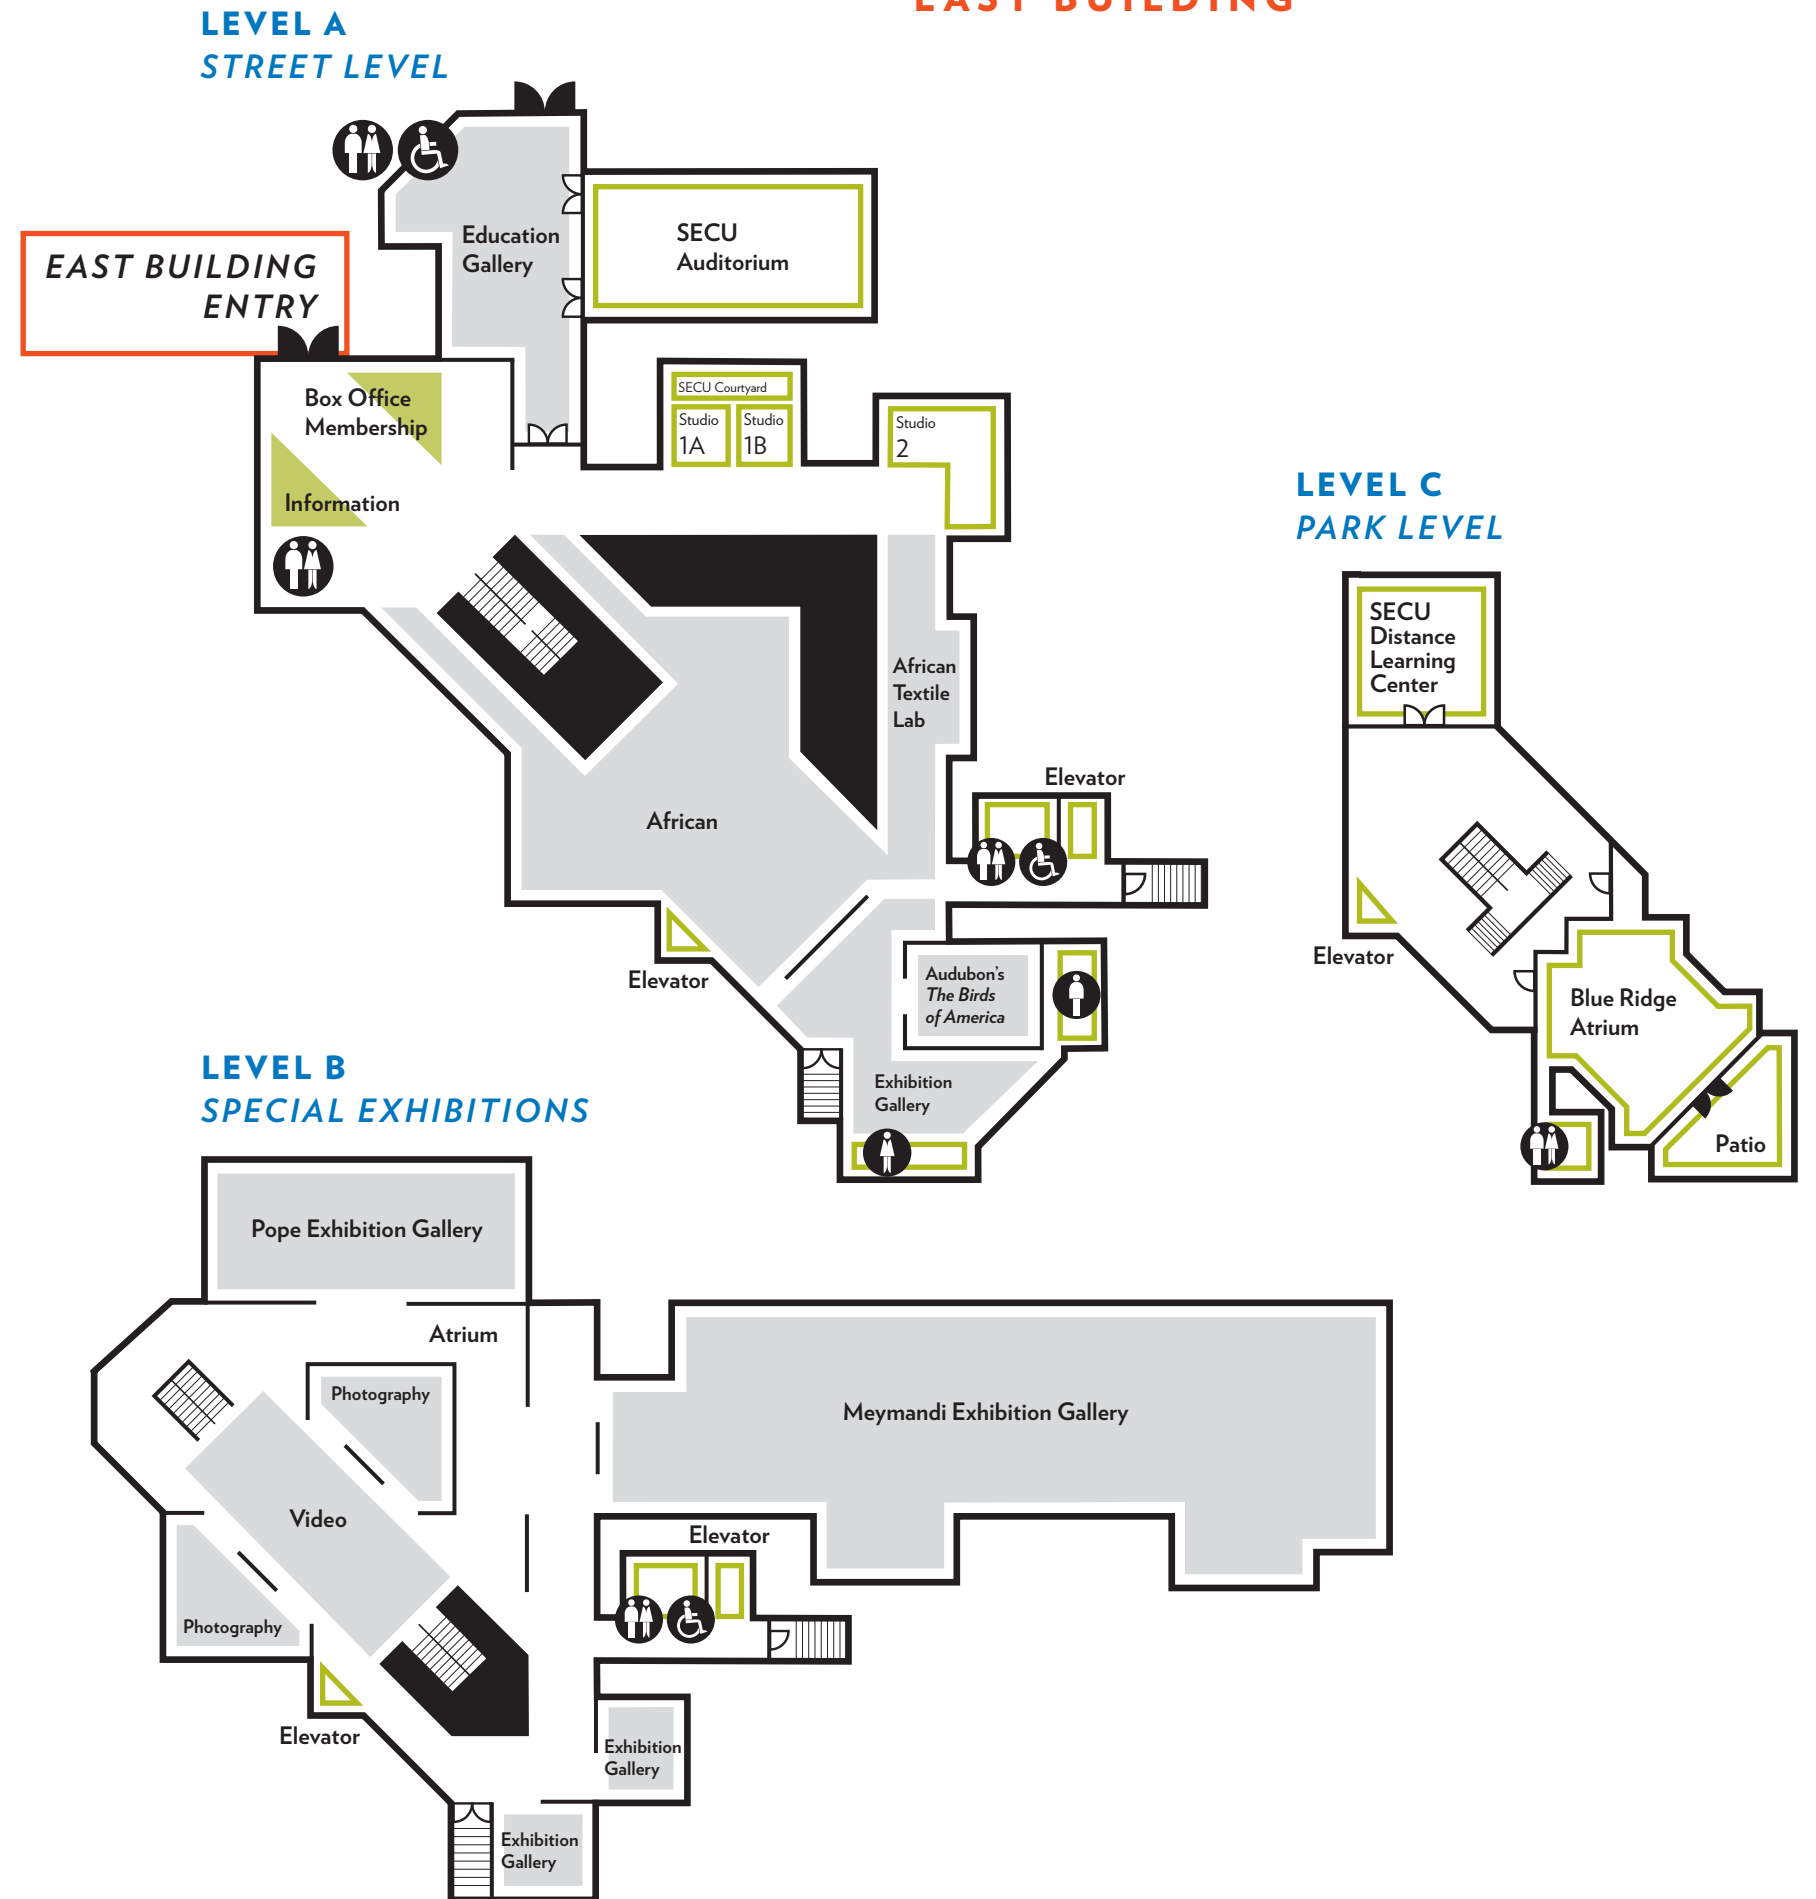 EAST BUILDING
LEVEL A
STREET LEVEL
Education
Gallery
SECU
Auditorium
EAST BUILDING
ENTRY
Box Office
Membership
Information
SECU Courtyard
Studio
1A
Studio
1B
Studio
2
African
Textile
Lab
African
Elevator
Elevator
Audubon's
The Birds
of America
Exhibition
Gallery
LEVEL C
PARK LEVEL
SECU
Distance
Learning
Center
Elevator
Blue Ridge
Atrium
Patio
LEVEL B
SPECIAL EXHIBITIONS
Pope Exhibition Gallery
Atrium
Photography
Meymandi Exhibition Gallery
Video
Elevator
Photography
Elevator
Exhibition
Gallery
Exhibition
Gallery